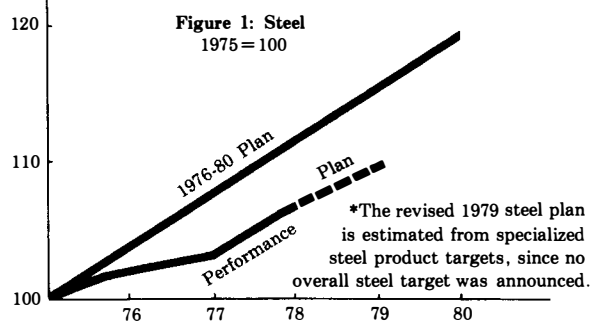 Figure 1: Steel
1975=100
120
110
100
1976-80 Plan
Plan
Performance
*The revised 1979 steel plan
is estimated from specialized
steel product targets, since no
overall steel target was announced.
76 77 78 79 80